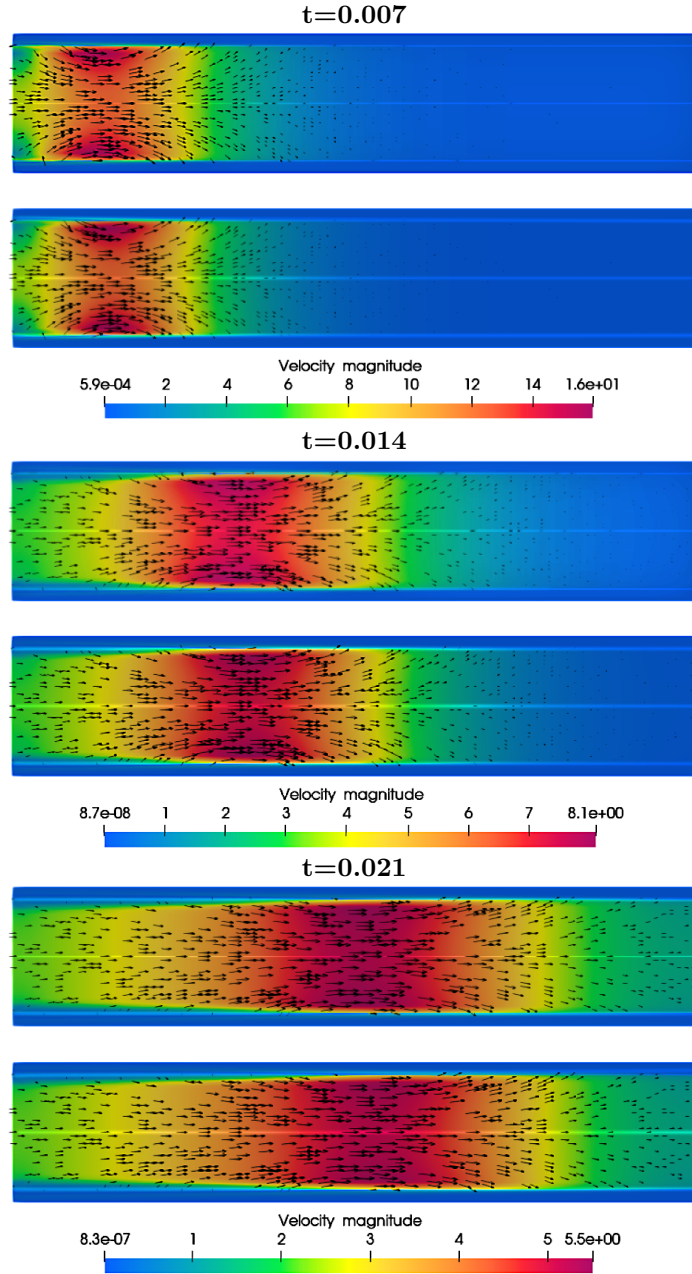 t=0.007
Velocity magnitude
5.9e-04 2 4 6 8 10 12 14 1.6e+01
t=0.014
Velocity magnitude
8.7e-08 1 2 3 4 5 6 7 8.1e+00
t=0.021
Velocity magnitude
8.3e-07 1 2 3 4 5 5.5e+00